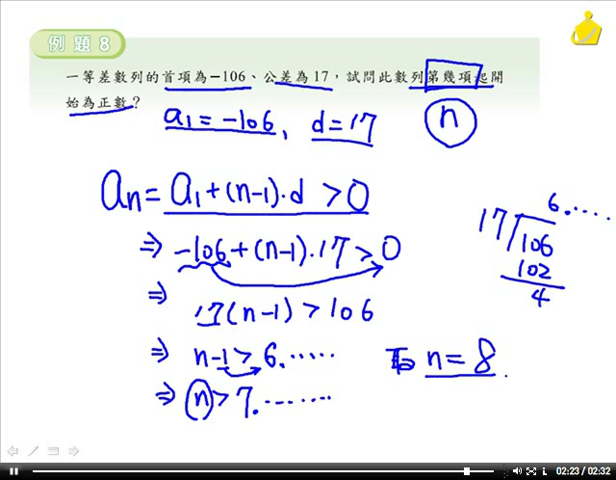 例題8
一等差數列的首項為-106、公差為17,試問此數列第幾項起開
始為正數?
a₁=-106, d=17
n
an=a₁+(n-1)·d>0
⇒ -106+(n-1)·17>0
⇒ 17(n-1)>106
⇒ n-1>6.……
⇒ n>7.………
6.……
17 106
102
4
n=8.
02:23 / 02:32